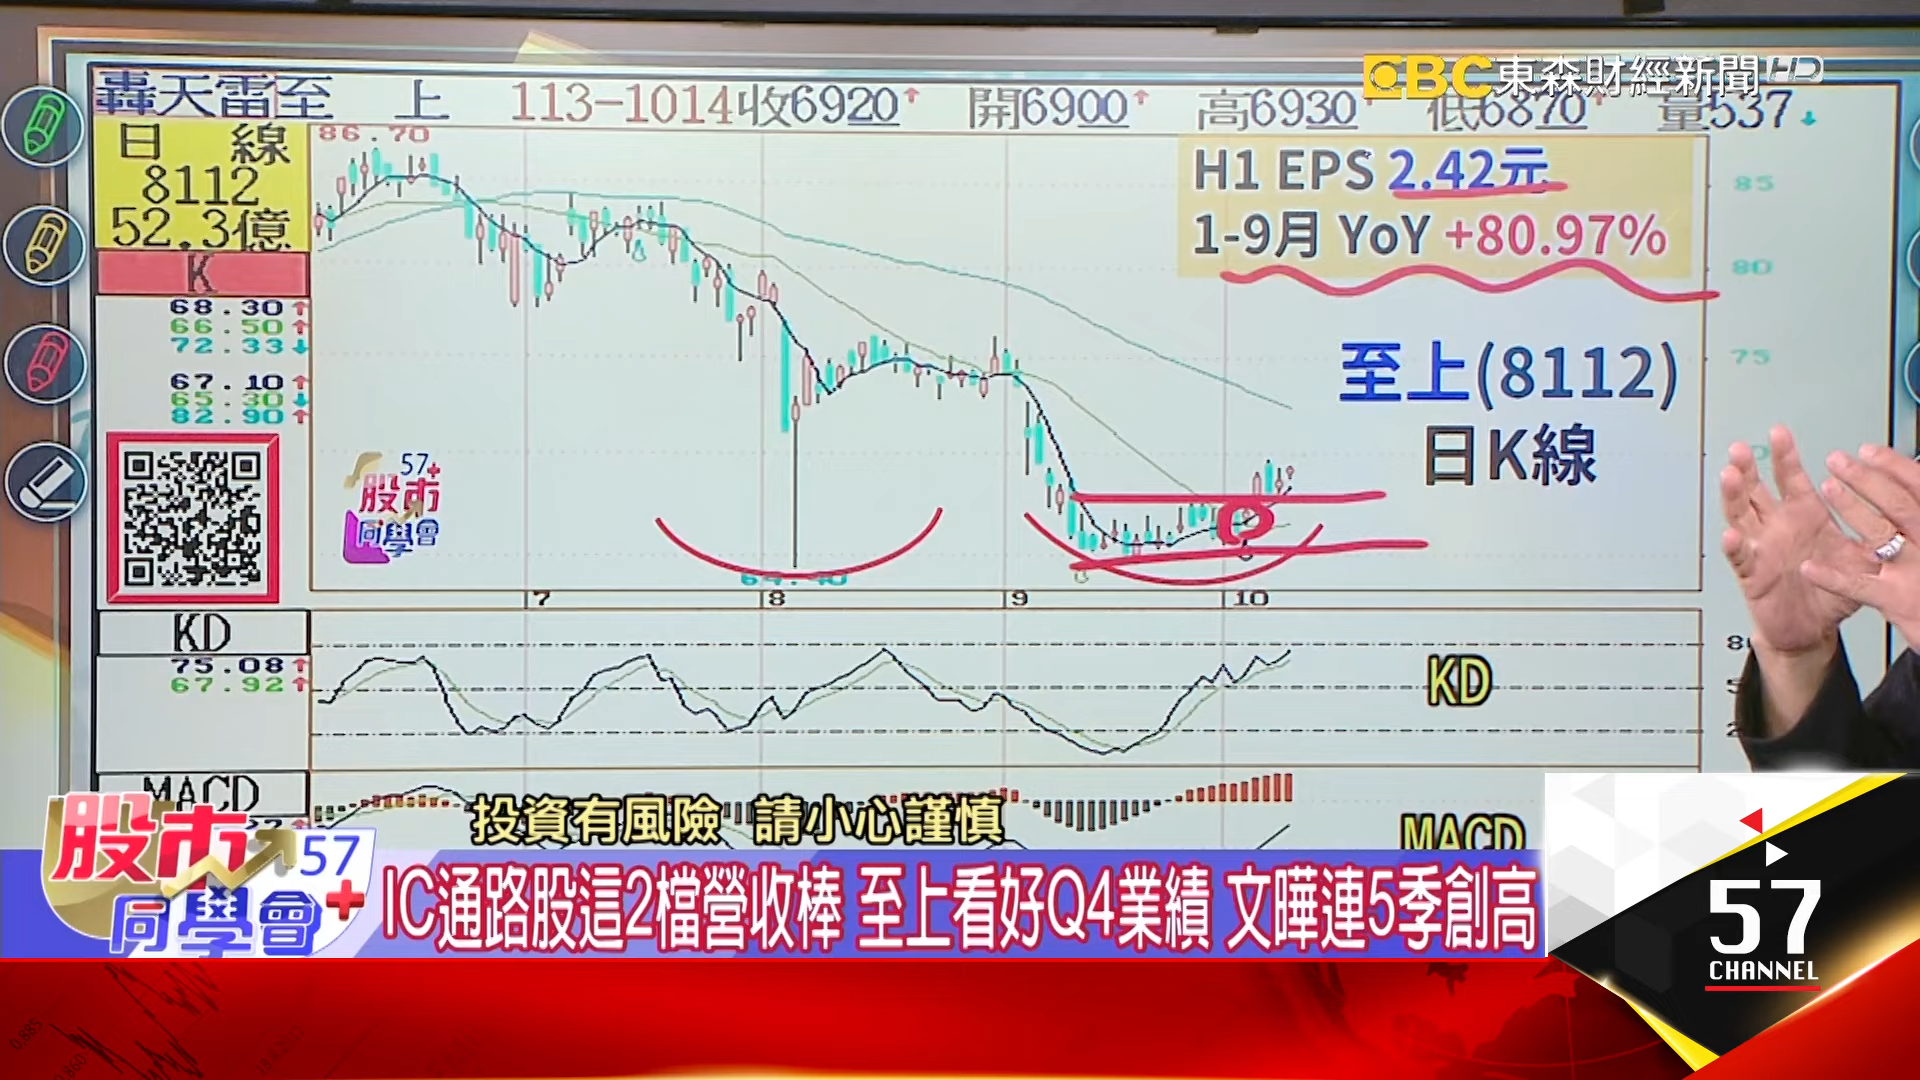 EBC 東森財經新聞 HD
轟天雷至 上 113-1014收6920↑ 開6900↑ 高6930↑ 低6870↑ 量537↓
日 線
8112
52.3億
K
68.30↑
66.50↑
72.33↓
67.10↑
65.30↓
82.90↑
86.70
H1 EPS 2.42元
1-9月 YoY +80.97%
85
80
75
至上(8112)
日K線
57+
股市
同學會
7
8
9
10
KD
75.08↑
67.92↑
KD
MACD
MACD
投資有風險 請小心謹慎
股市
57
同學會+
IC通路股這2檔營收棒 至上看好Q4業績 文曄連5季創高
57
CHANNEL